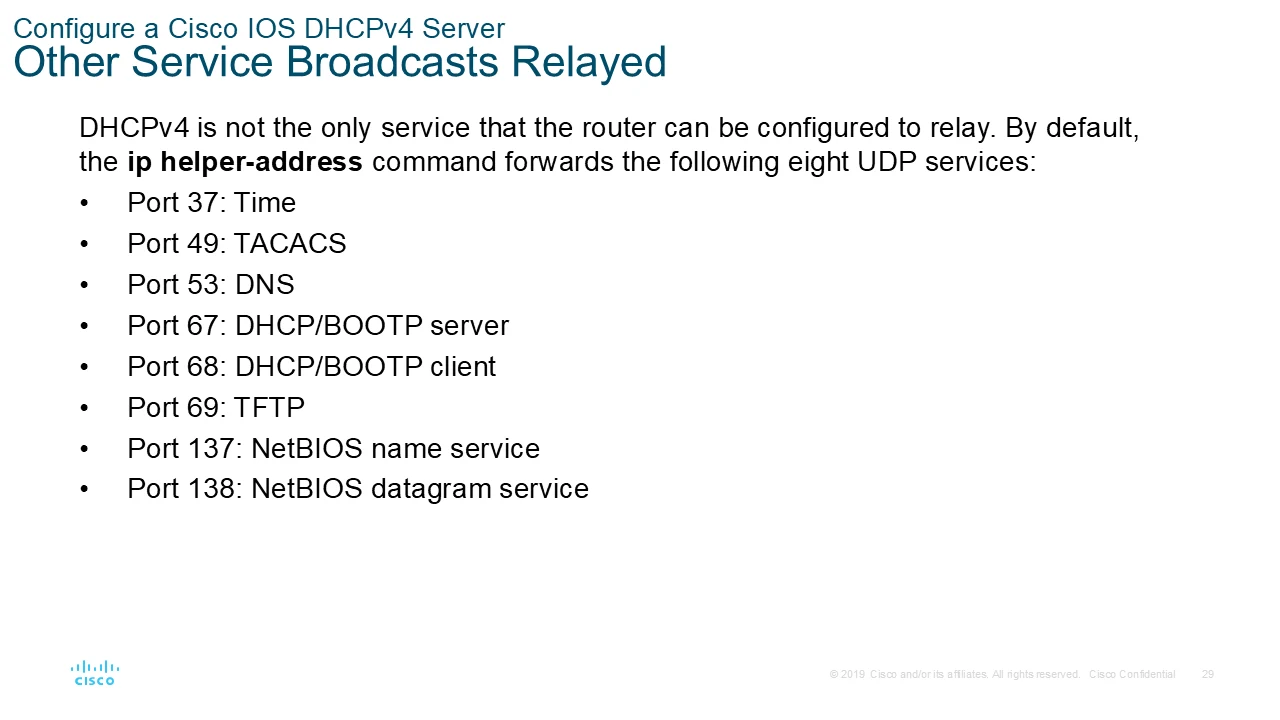 Configure a Cisco IOS DHCPv4 Server
Other Service Broadcasts Relayed
DHCPv4 is not the only service that the router can be configured to relay. By default,
the ip helper-address command forwards the following eight UDP services:
• Port 37: Time
• Port 49: TACACS
• Port 53: DNS
• Port 67: DHCP/BOOTP server
• Port 68: DHCP/BOOTP client
• Port 69: TFTP
• Port 137: NetBIOS name service
• Port 138: NetBIOS datagram service
CISCO
© 2019 Cisco and/or its affiliates. All rights reserved. Cisco Confidential 29